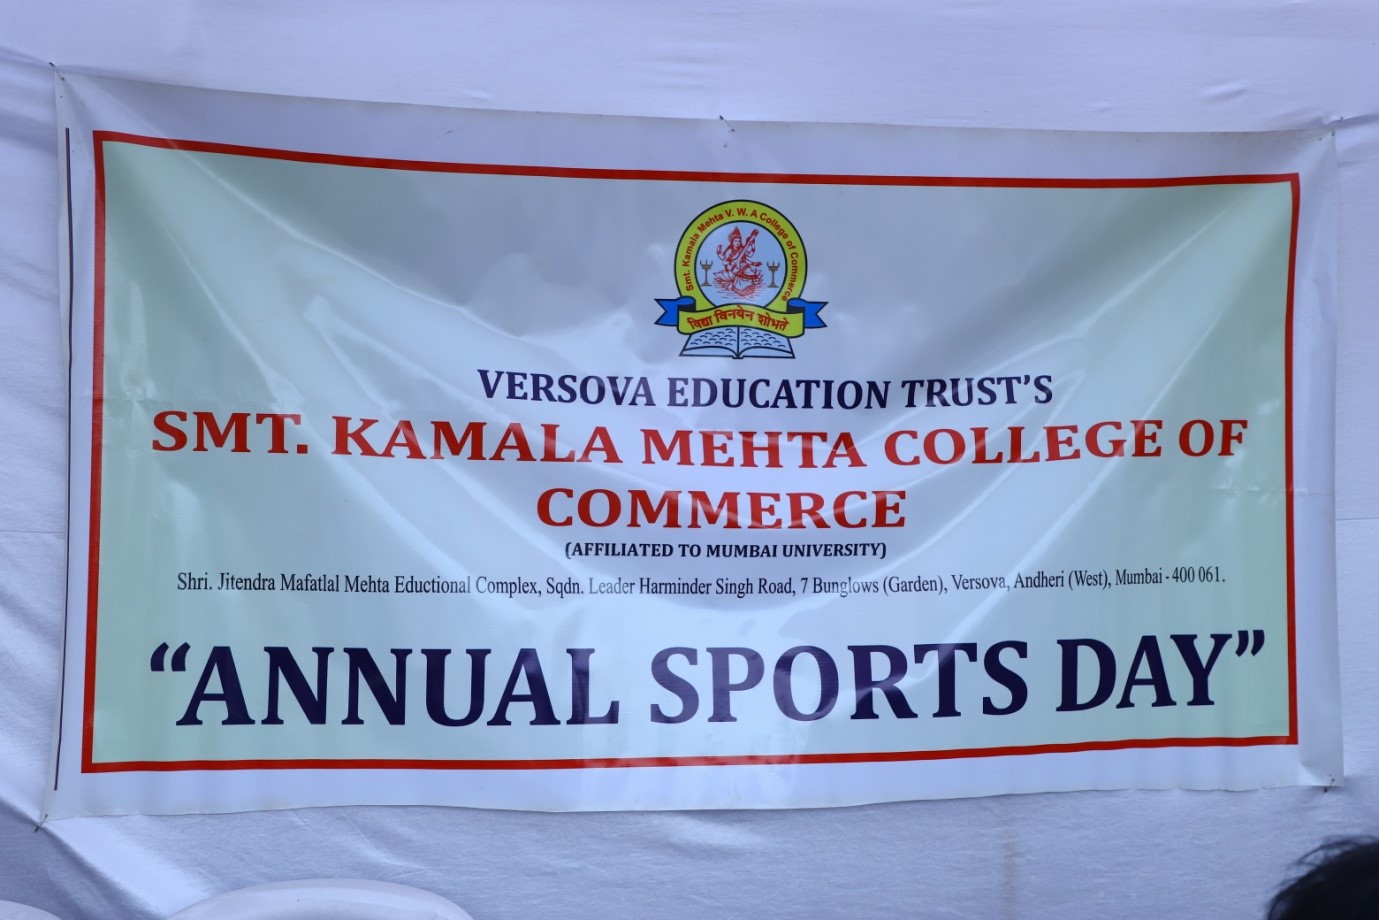 Smt. Kamala Mehta V. W. A College of Commerce
विद्या विनयेन शोभते
VERSOVA EDUCATION TRUST'S
SMT. KAMALA MEHTA COLLEGE OF
COMMERCE
(AFFILIATED TO MUMBAI UNIVERSITY)
Shri. Jitendra Mafatlal Mehta Eductional Complex, Sqdn. Leader Harminder Singh Road, 7 Bunglows (Garden), Versova, Andheri (West), Mumbai - 400 061.
“ANNUAL SPORTS DAY”